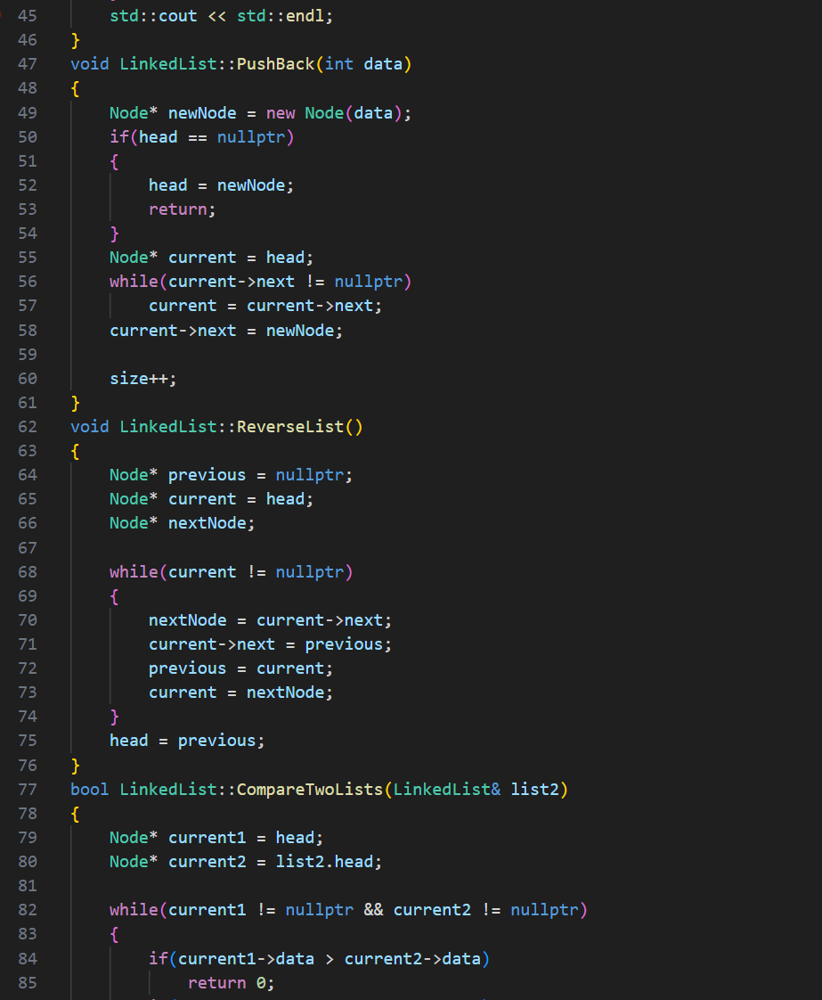 45 std::cout << std::endl;
46 }
47 void LinkedList::PushBack(int data)
48 {
49 Node* newNode = new Node(data);
50 if(head == nullptr)
51 {
52 head = newNode;
53 return;
54 }
55 Node* current = head;
56 while(current->next != nullptr)
57 current = current->next;
58 current->next = newNode;
59
60 size++;
61 }
62 void LinkedList::ReverseList()
63 {
64 Node* previous = nullptr;
65 Node* current = head;
66 Node* nextNode;
67
68 while(current != nullptr)
69 {
70 nextNode = current->next;
71 current->next = previous;
72 previous = current;
73 current = nextNode;
74 }
75 head = previous;
76 }
77 bool LinkedList::CompareTwoLists(LinkedList& list2)
78 {
79 Node* current1 = head;
80 Node* current2 = list2.head;
81
82 while(current1 != nullptr && current2 != nullptr)
83 {
84 if(current1->data > current2->data)
85 return 0;